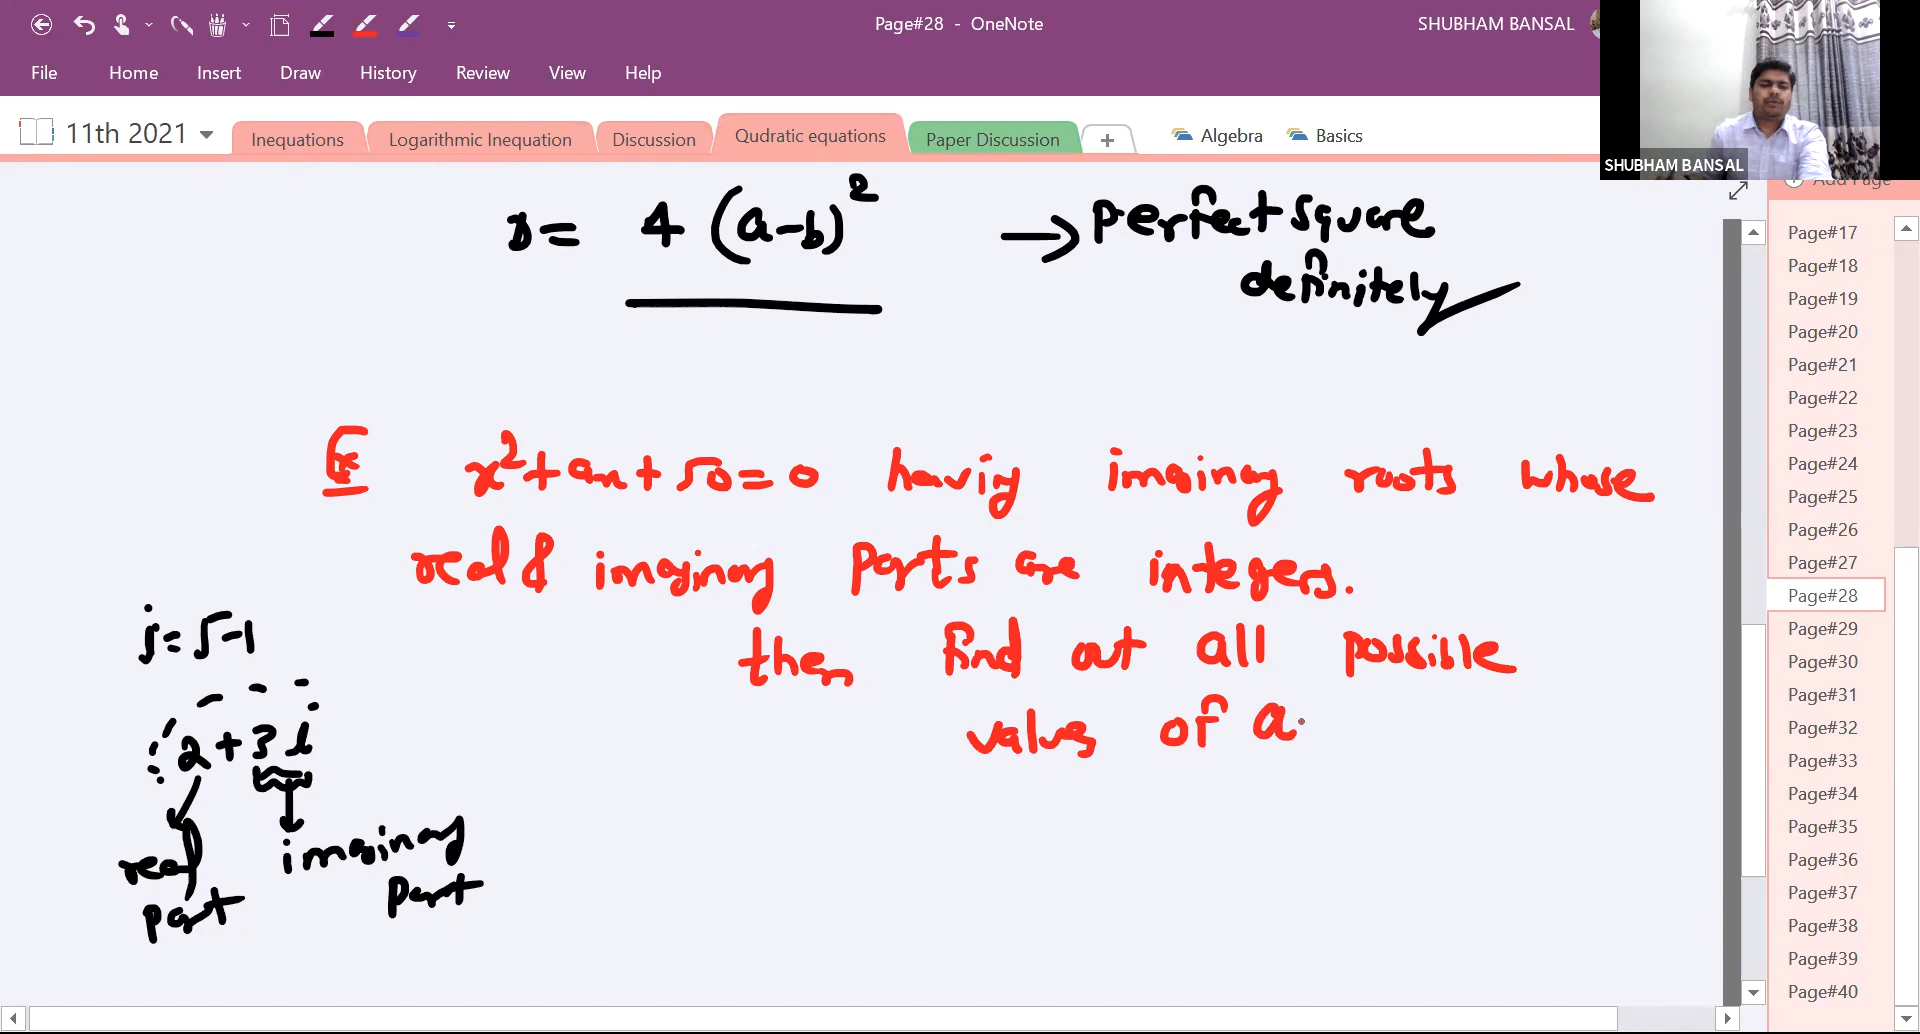 Page#28 - OneNote
SHUBHAM BANSAL
File Home Insert Draw History Review View Help
11th 2021
Inequations
Logarithmic Inequation
Discussion
Qudratic equations
Paper Discussion
+
Algebra
Basics
SHUBHAM BANSAL
Add Page
D = 4 (a-b)² → Perfect square
definitely
Ex x²+ax+50=0 having imaginary roots whose
real & imaginary parts are integers.
then find out all possible
values of a.
i=√-1
2+3i
real
part
imaginary
part
Page#17
Page#18
Page#19
Page#20
Page#21
Page#22
Page#23
Page#24
Page#25
Page#26
Page#27
Page#28
Page#29
Page#30
Page#31
Page#32
Page#33
Page#34
Page#35
Page#36
Page#37
Page#38
Page#39
Page#40